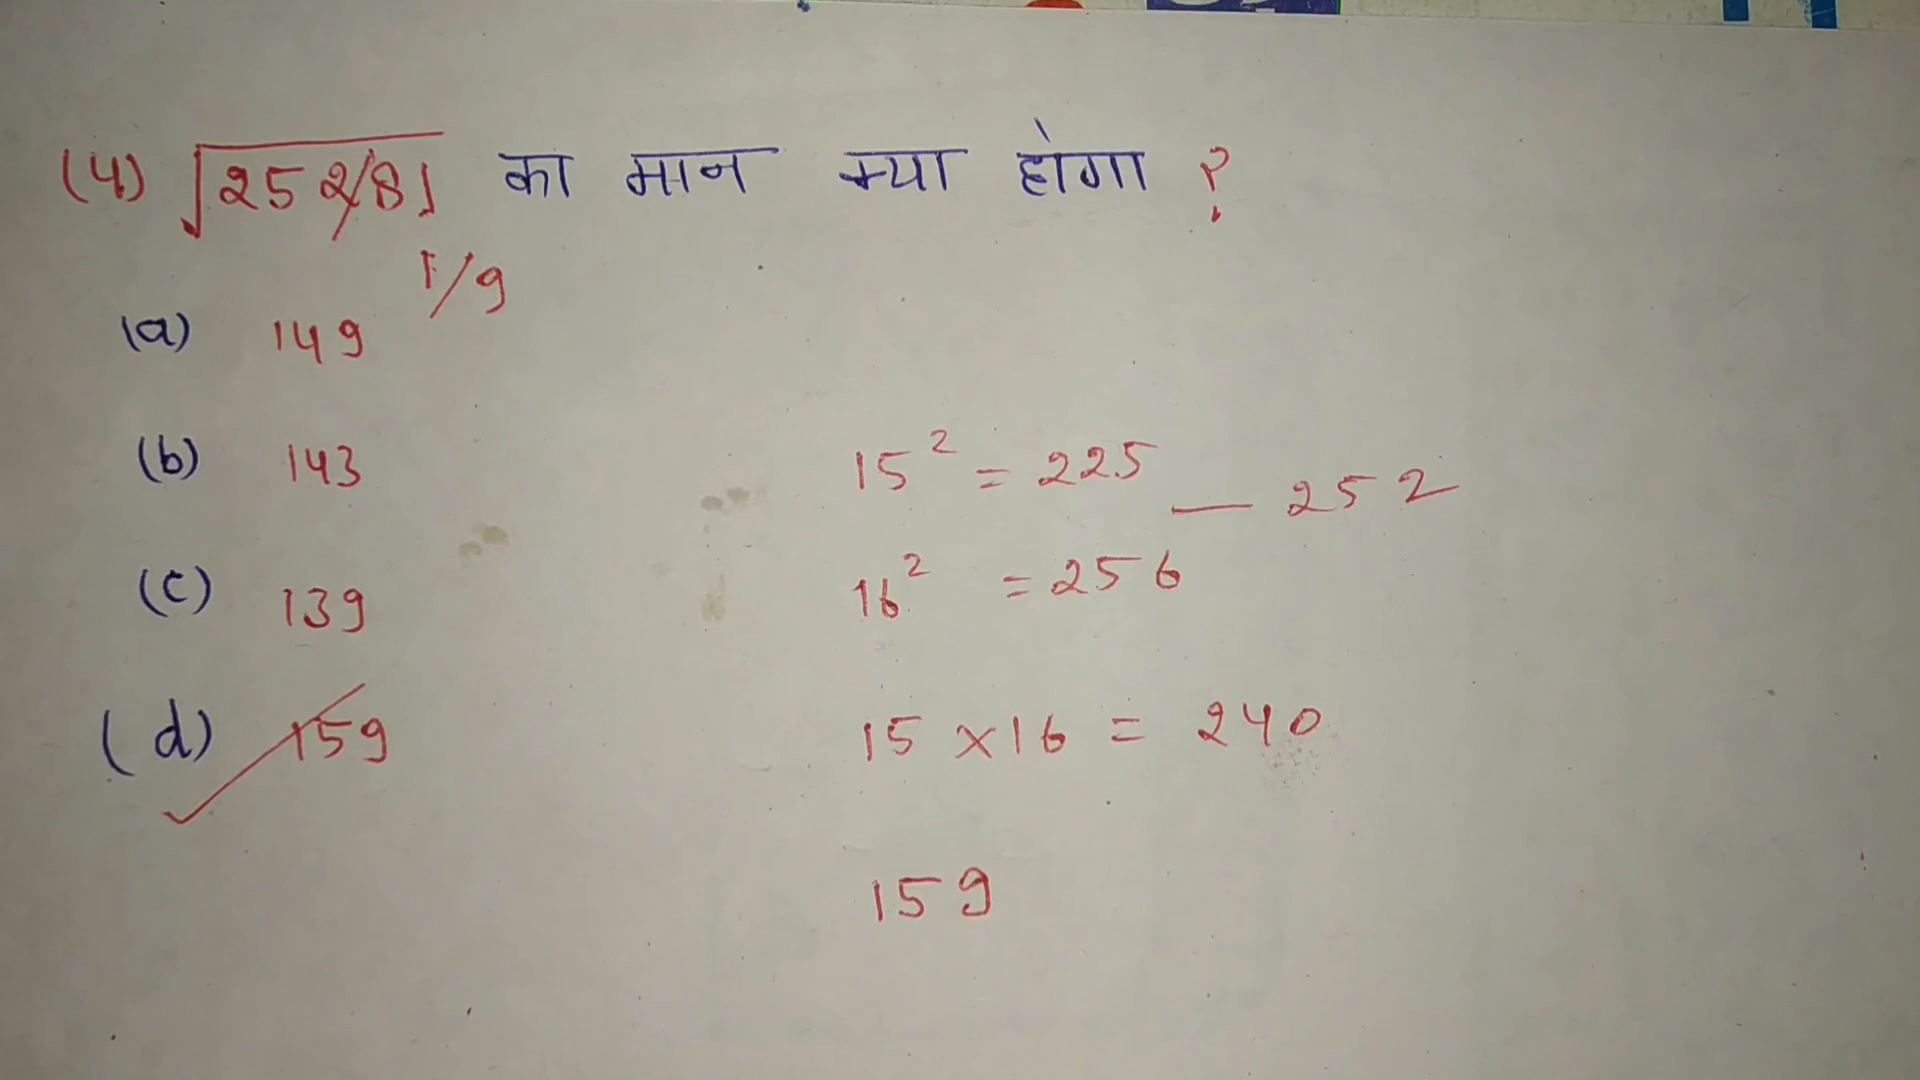 (4) √25281 का मान क्या होगा ?
1/9
(a) 149
(b) 143
(c) 139
(d) 159
15² = 225
— 252
16² = 256
15 × 16 = 240
159